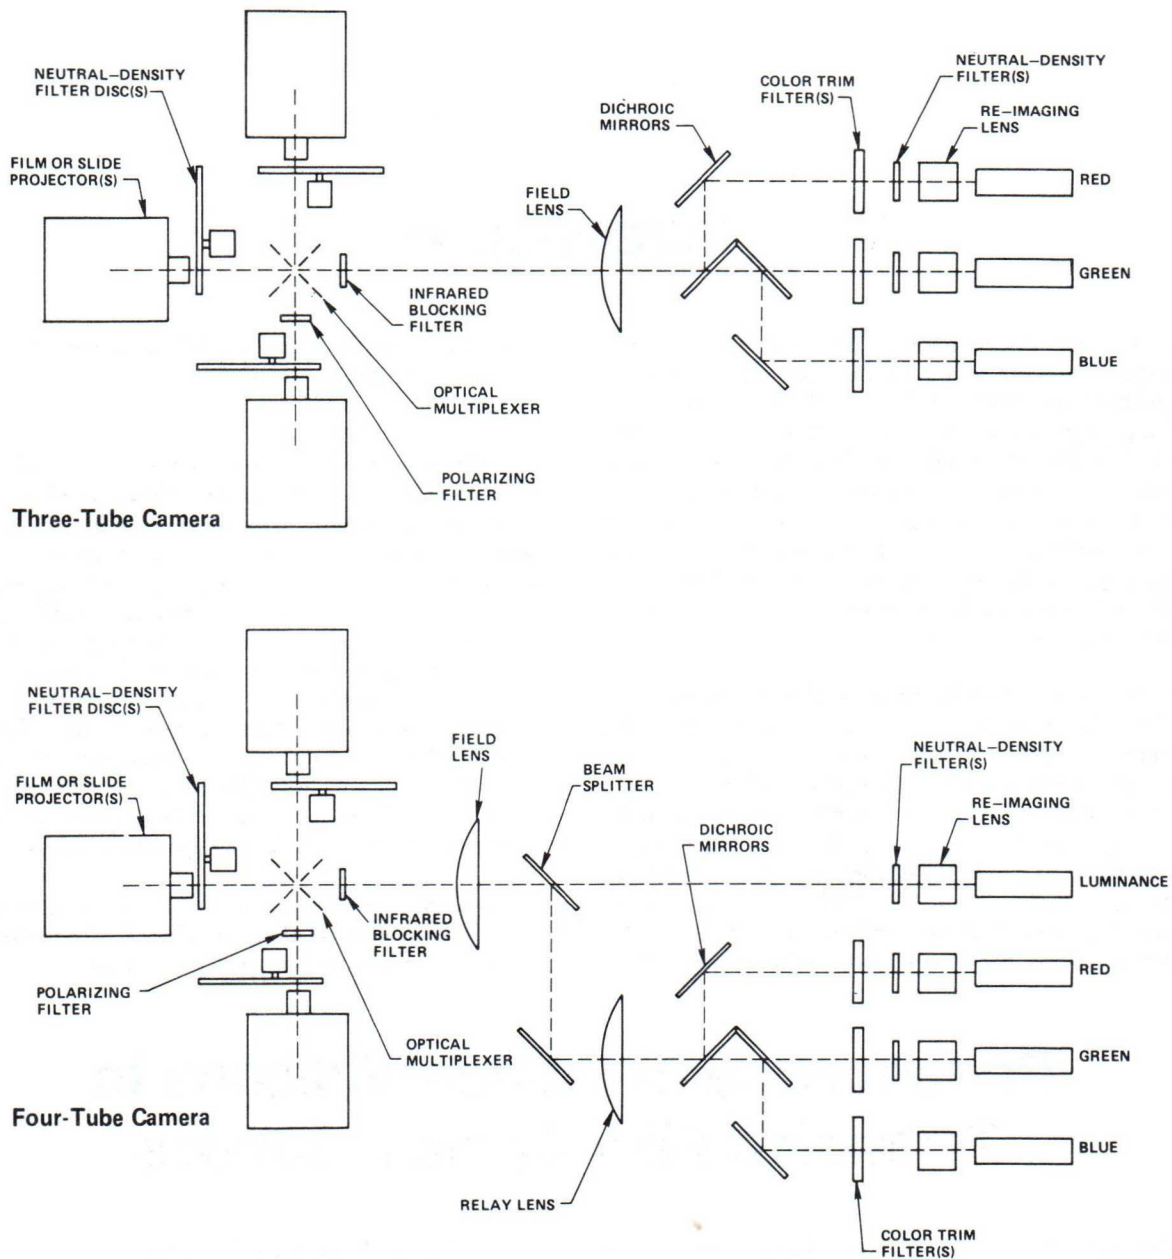 NEUTRAL–DENSITY
FILTER DISC(S)
FILM OR SLIDE
PROJECTOR(S)
INFRARED
BLOCKING
FILTER
OPTICAL
MULTIPLEXER
POLARIZING
FILTER
FIELD
LENS
DICHROIC
MIRRORS
COLOR TRIM
FILTER(S)
NEUTRAL–DENSITY
FILTER(S)
RE–IMAGING
LENS
RED
GREEN
BLUE
Three-Tube Camera
NEUTRAL–DENSITY
FILTER DISC(S)
FILM OR SLIDE
PROJECTOR(S)
POLARIZING
FILTER
INFRARED
BLOCKING
FILTER
OPTICAL
MULTIPLEXER
FIELD
LENS
BEAM
SPLITTER
DICHROIC
MIRRORS
NEUTRAL–DENSITY
FILTER(S)
RE–IMAGING
LENS
LUMINANCE
RED
GREEN
BLUE
RELAY LENS
COLOR TRIM
FILTER(S)
Four-Tube Camera